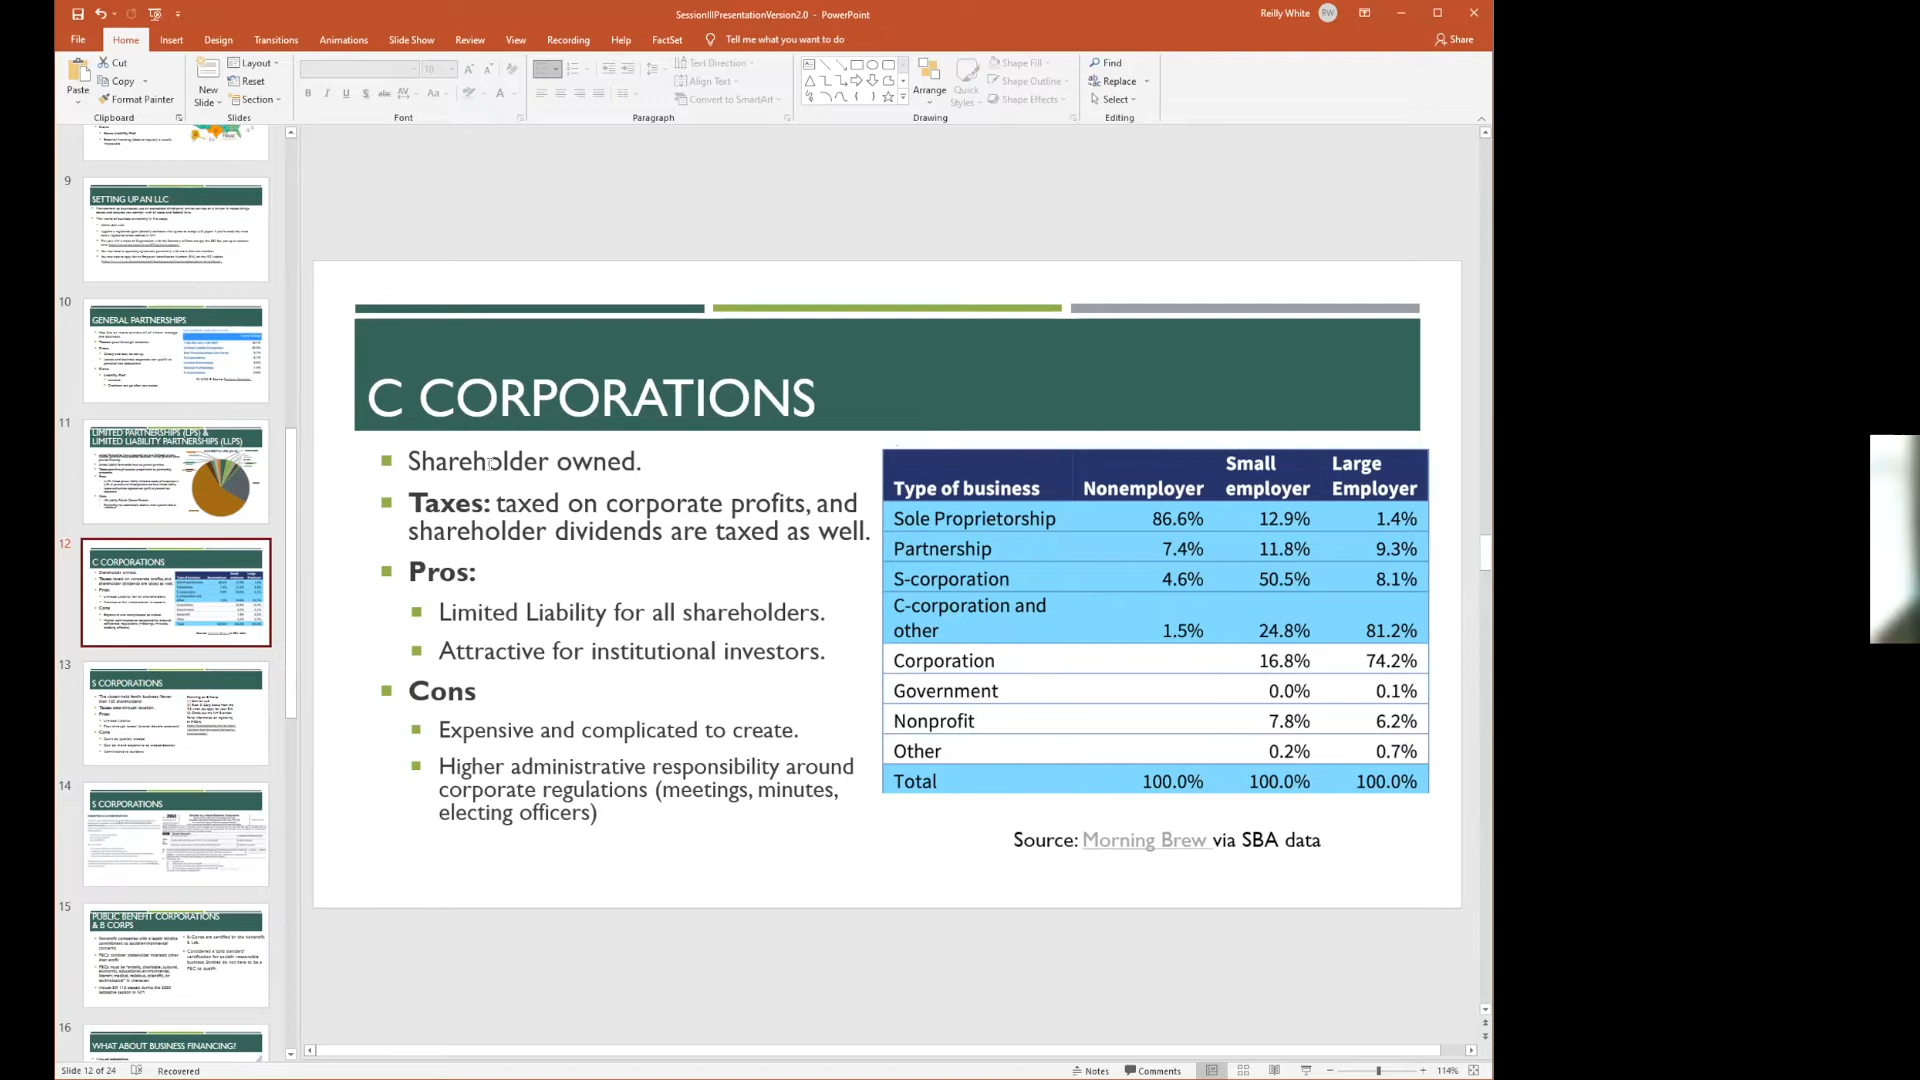 SessionIIIPresentationVersion2.0 - PowerPoint
Reilly White
RW
File Home Insert Design Transitions Animations Slide Show Review View Recording Help FactSet Tell me what you want to do
Share
Paste
Cut
Copy
Format Painter
Clipboard
New
Slide
Layout
Reset
Section
Slides
18
Font
Text Direction
Align Text
Convert to SmartArt
Paragraph
Arrange
Quick
Styles
Shape Fill
Shape Outline
Shape Effects
Drawing
Find
Replace
Select
Editing
9
SETTING UP AN LLC
10
GENERAL PARTNERSHIPS
11
LIMITED PARTNERSHIPS (LPS) &
LIMITED LIABILITY PARTNERSHIPS (LLPS)
12
C CORPORATIONS
13
S CORPORATIONS
14
S CORPORATIONS
15
PUBLIC BENEFIT CORPORATIONS
& B CORPS
16
WHAT ABOUT BUSINESS FINANCING?
C CORPORATIONS
Shareholder owned.
Taxes: taxed on corporate profits, and
shareholder dividends are taxed as well.
Pros:
Limited Liability for all shareholders.
Attractive for institutional investors.
Cons
Expensive and complicated to create.
Higher administrative responsibility around
corporate regulations (meetings, minutes,
electing officers)
Type of business Nonemployer Small employer Large Employer
Sole Proprietorship 86.6% 12.9% 1.4%
Partnership 7.4% 11.8% 9.3%
S-corporation 4.6% 50.5% 8.1%
C-corporation and
other 1.5% 24.8% 81.2%
Corporation 16.8% 74.2%
Government 0.0% 0.1%
Nonprofit 7.8% 6.2%
Other 0.2% 0.7%
Total 100.0% 100.0% 100.0%
Source: Morning Brew via SBA data
Slide 12 of 24
Recovered
Notes
Comments
114%